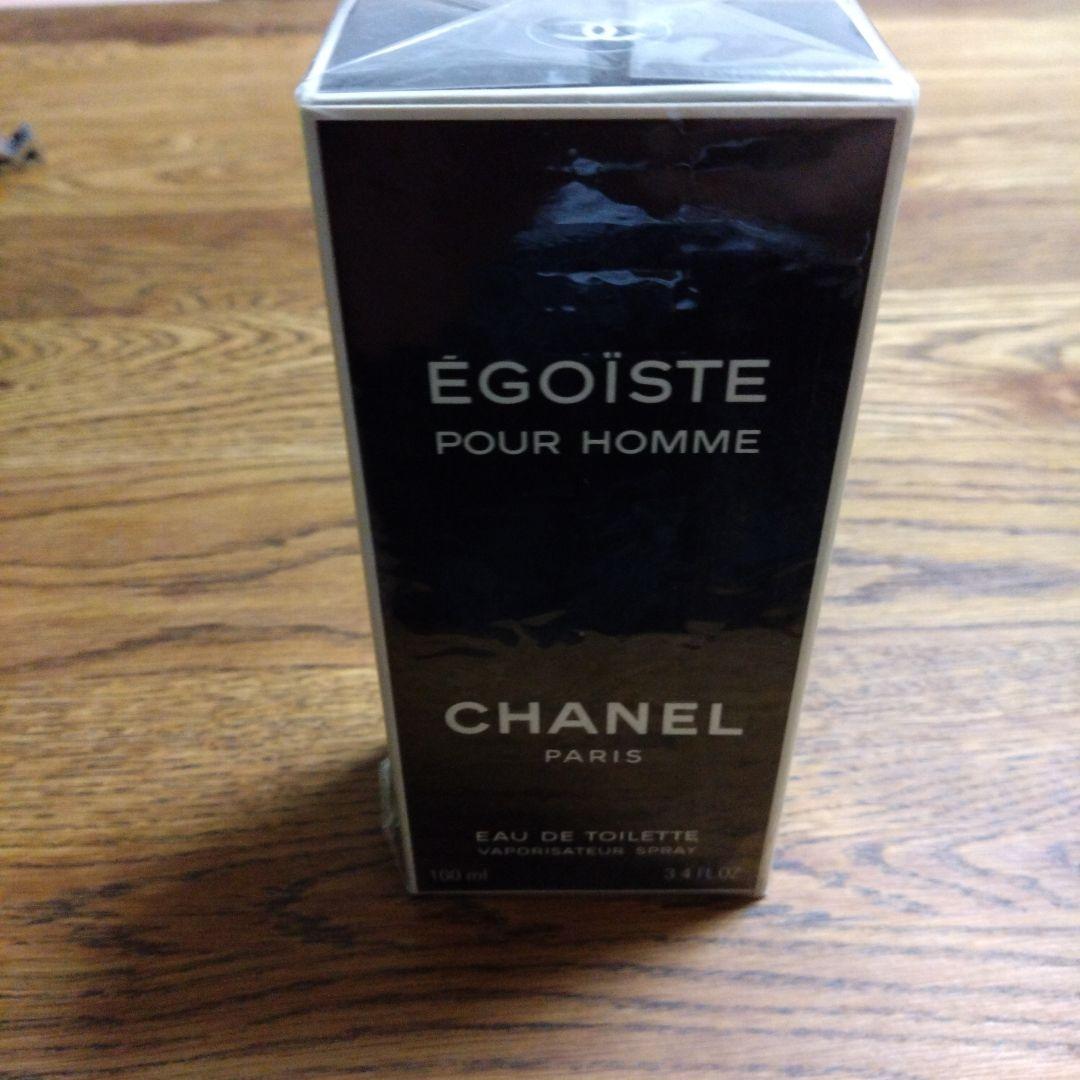 ÉGOÏSTE
POUR HOMME
CHANEL
PARIS
EAU DE TOILETTE
VAPORISATEUR SPRAY
100 ml 3.4 FL.OZ